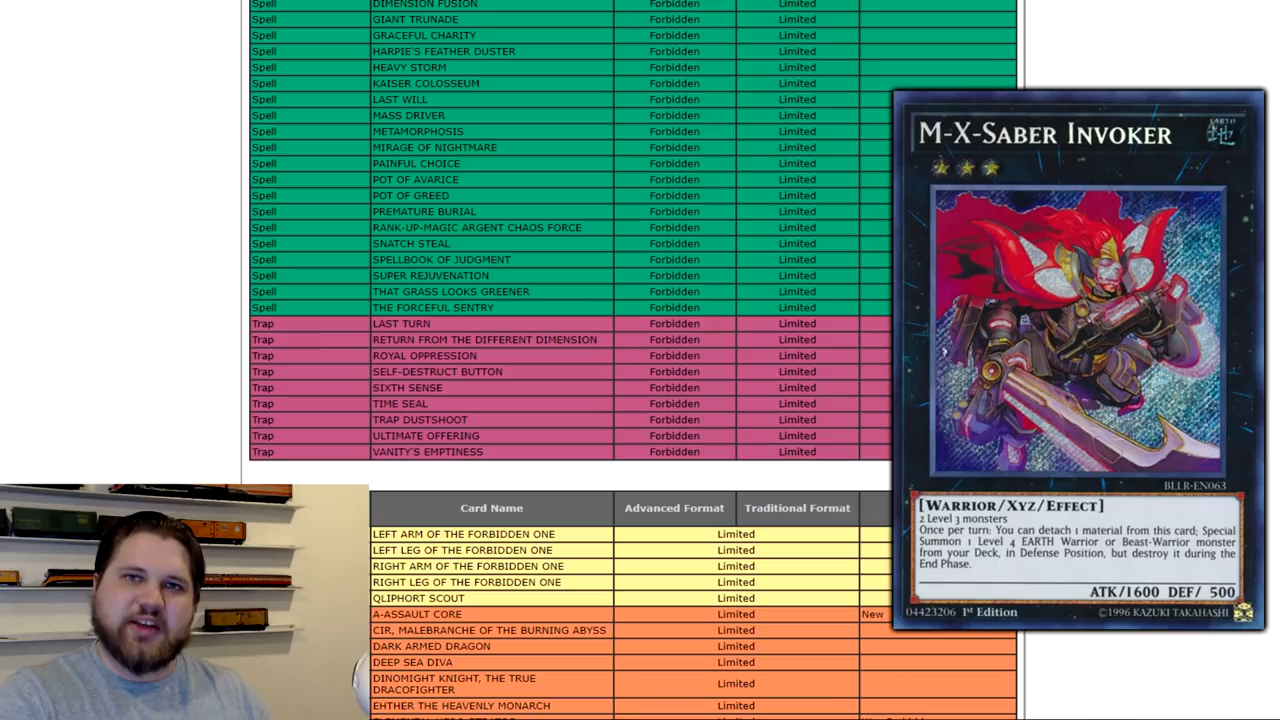 Spell DIMENSION FUSION Forbidden Limited
Spell GIANT TRUNADE Forbidden Limited
Spell GRACEFUL CHARITY Forbidden Limited
Spell HARPIE'S FEATHER DUSTER Forbidden Limited
Spell HEAVY STORM Forbidden Limited
Spell KAISER COLOSSEUM Forbidden Limited
Spell LAST WILL Forbidden Limited
Spell MASS DRIVER Forbidden Limited
Spell METAMORPHOSIS Forbidden Limited
Spell MIRAGE OF NIGHTMARE Forbidden Limited
Spell PAINFUL CHOICE Forbidden Limited
Spell POT OF AVARICE Forbidden Limited
Spell POT OF GREED Forbidden Limited
Spell PREMATURE BURIAL Forbidden Limited
Spell RANK-UP-MAGIC ARGENT CHAOS FORCE Forbidden Limited
Spell SNATCH STEAL Forbidden Limited
Spell SPELLBOOK OF JUDGMENT Forbidden Limited
Spell SUPER REJUVENATION Forbidden Limited
Spell THAT GRASS LOOKS GREENER Forbidden Limited
Spell THE FORCEFUL SENTRY Forbidden Limited
Trap LAST TURN Forbidden Limited
Trap RETURN FROM THE DIFFERENT DIMENSION Forbidden Limited
Trap ROYAL OPPRESSION Forbidden Limited
Trap SELF-DESTRUCT BUTTON Forbidden Limited
Trap SIXTH SENSE Forbidden Limited
Trap TIME SEAL Forbidden Limited
Trap TRAP DUSTSHOOT Forbidden Limited
Trap ULTIMATE OFFERING Forbidden Limited
Trap VANITY'S EMPTINESS Forbidden Limited
Card Name Advanced Format Traditional Format
LEFT ARM OF THE FORBIDDEN ONE Limited
LEFT LEG OF THE FORBIDDEN ONE Limited
RIGHT ARM OF THE FORBIDDEN ONE Limited
RIGHT LEG OF THE FORBIDDEN ONE Limited
QLIPHORT SCOUT Limited
A-ASSAULT CORE Limited New
CIR, MALEBRANCHE OF THE BURNING ABYSS Limited
DARK ARMED DRAGON Limited
DEEP SEA DIVA Limited
DINOMIGHT KNIGHT, THE TRUE
DRACOFIGHTER Limited
EHTHER THE HEAVENLY MONARCH Limited
M-X-SABER INVOKER
EARTH
地
BLLR-EN063
[WARRIOR/XYZ/EFFECT]
2 Level 3 monsters
Once per turn: You can detach 1 material from this card; Special
Summon 1 Level 4 EARTH Warrior or Beast-Warrior monster
from your Deck, in Defense Position, but destroy it during the
End Phase.
ATK/1600 DEF/ 500
04423206 1st Edition ©1996 KAZUKI TAKAHASHI